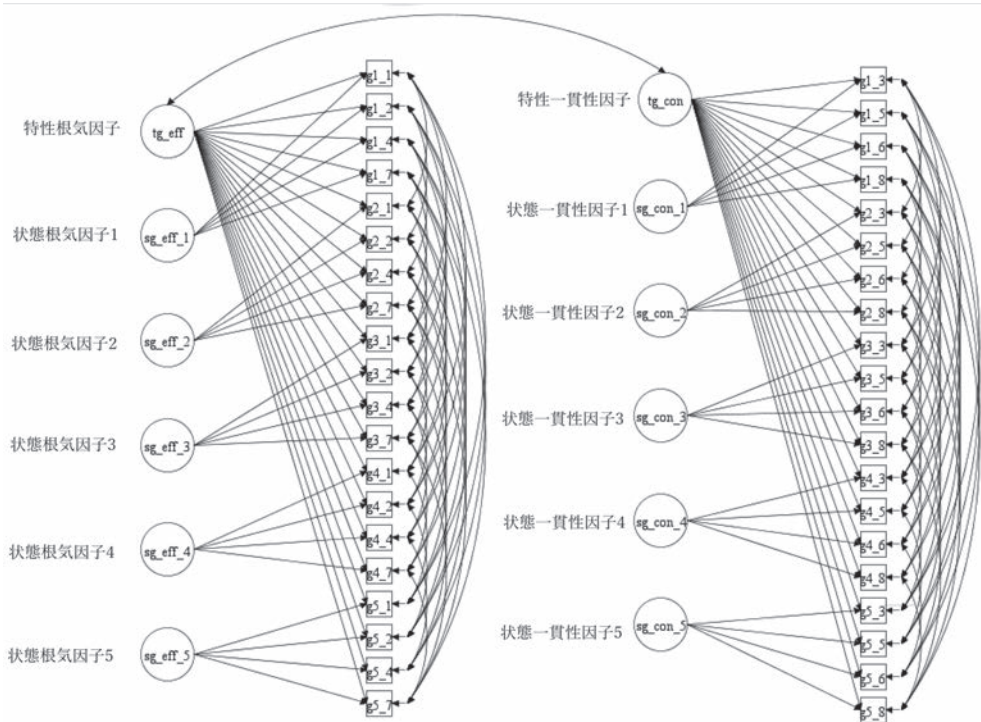 特性根気因子
tg_eff
状態根気因子1
sg_eff_1
状態根気因子2
sg_eff_2
状態根気因子3
sg_eff_3
状態根気因子4
sg_eff_4
状態根気因子5
sg_eff_5
g1_1
g1_2
g1_4
g1_7
g2_1
g2_2
g2_4
g2_7
g3_1
g3_2
g3_4
g3_7
g4_1
g4_2
g4_4
g4_7
g5_1
g5_2
g5_4
g5_7
特性一貫性因子
tg_con
状態一貫性因子1
sg_con_1
状態一貫性因子2
sg_con_2
状態一貫性因子3
sg_con_3
状態一貫性因子4
sg_con_4
状態一貫性因子5
sg_con_5
g1_3
g1_5
g1_6
g1_8
g2_3
g2_5
g2_6
g2_8
g3_3
g3_5
g3_6
g3_8
g4_3
g4_5
g4_6
g4_8
g5_3
g5_5
g5_6
g5_8